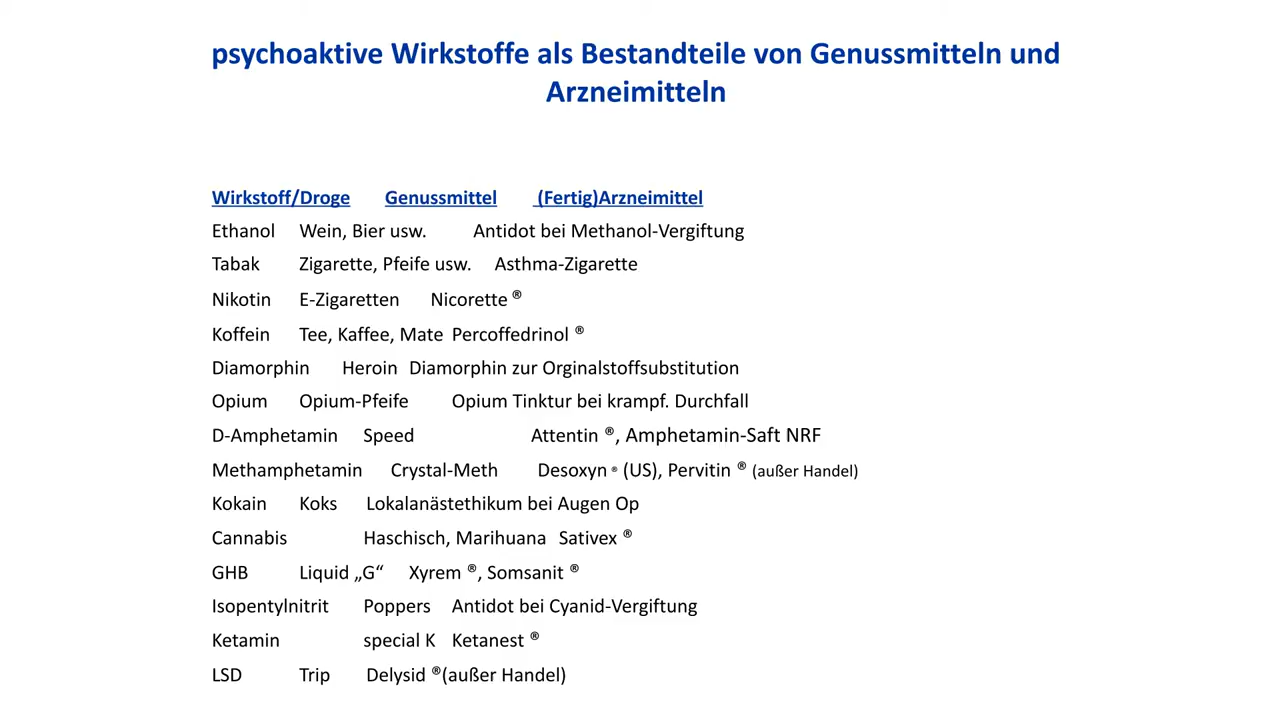 psychoaktive Wirkstoffe als Bestandteile von Genussmitteln und
Arzneimitteln
Wirkstoff/Droge Genussmittel (Fertig)Arzneimittel
Ethanol Wein, Bier usw. Antidot bei Methanol-Vergiftung
Tabak Zigarette, Pfeife usw. Asthma-Zigarette
Nikotin E-Zigaretten Nicorette ®
Koffein Tee, Kaffee, Mate Percoffedrinol ®
Diamorphin Heroin Diamorphin zur Orginalstoffsubstitution
Opium Opium-Pfeife Opium Tinktur bei krampf. Durchfall
D-Amphetamin Speed Attentin ®, Amphetamin-Saft NRF
Methamphetamin Crystal-Meth Desoxyn ® (US), Pervitin ® (außer Handel)
Kokain Koks Lokalanästethikum bei Augen Op
Cannabis Haschisch, Marihuana Sativex ®
GHB Liquid „G“ Xyrem ®, Somsanit ®
Isopentylnitrit Poppers Antidot bei Cyanid-Vergiftung
Ketamin special K Ketanest ®
LSD Trip Delysid ®(außer Handel)